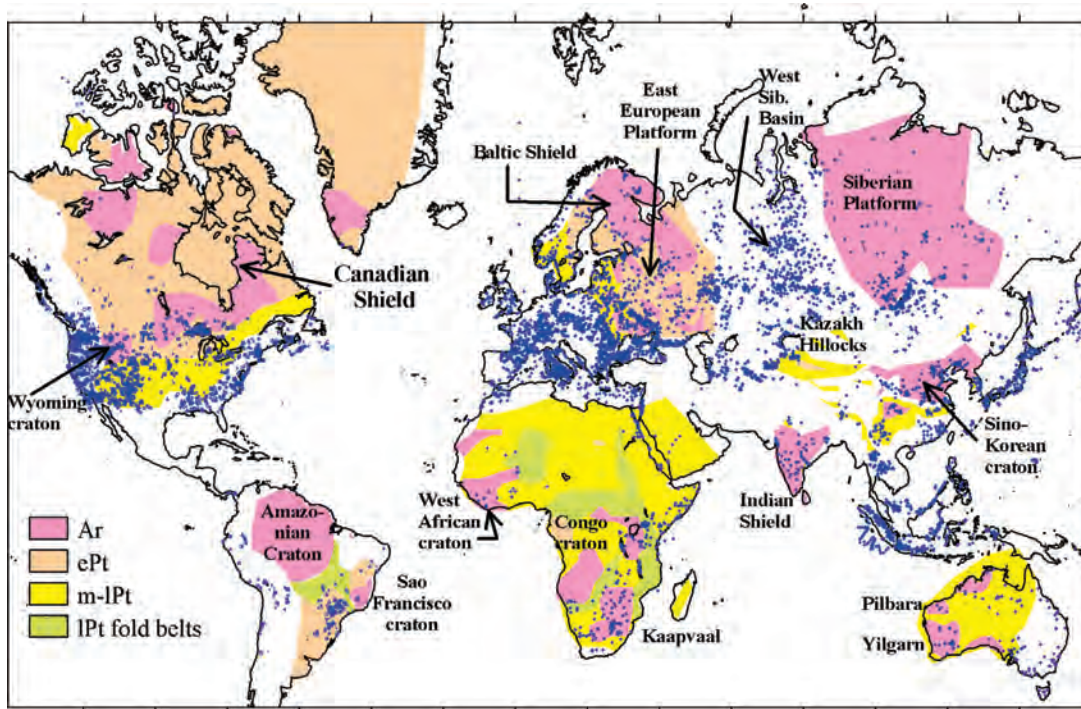 West
Sib.
Basin
East
European
Platform
Baltic Shield
Siberian
Platform
Canadian
Shield
Kazakh
Hillocks
Wyoming
craton
Sino-
Korean
craton
West
African
craton
Indian
Shield
Congo
craton
Amazo-
nian
Craton
Ar
ePt
m-lPt
lPt fold belts
Sao
Francisco
craton
Kaapvaal
Pilbara
Yilgarn